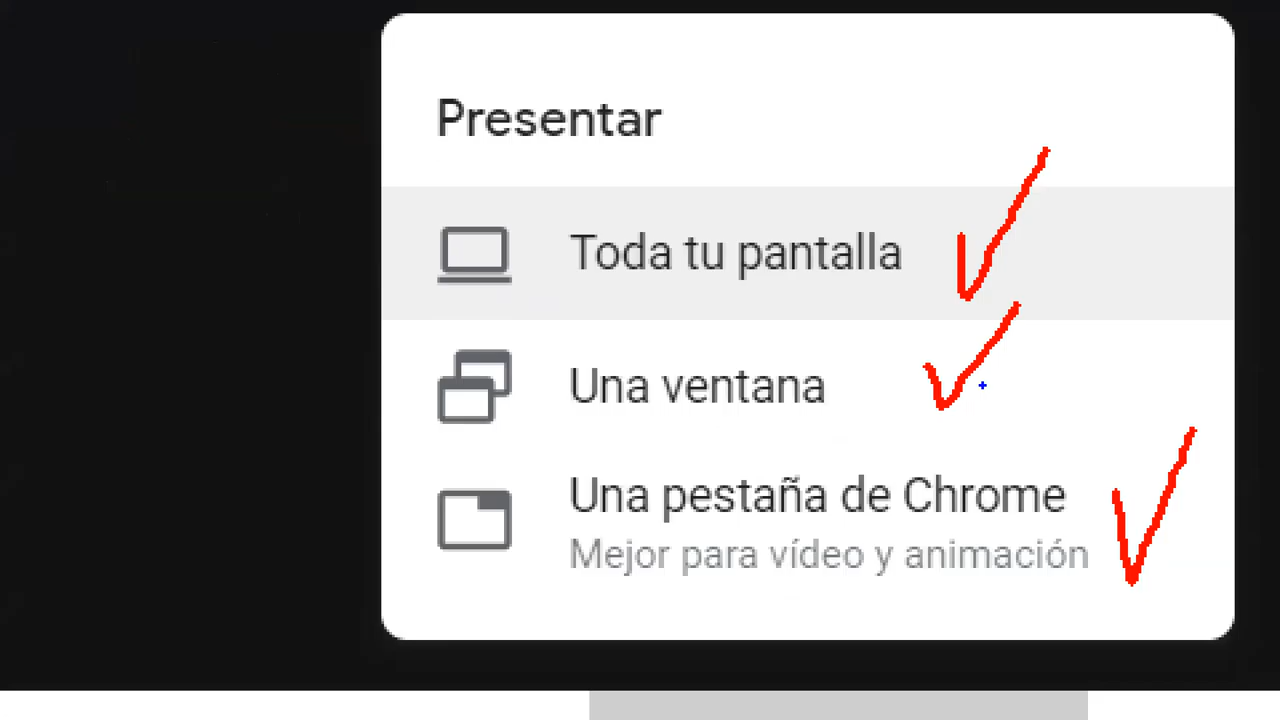 Presentar
Toda tu pantalla
Una ventana
Una pestaña de Chrome
Mejor para vídeo y animación